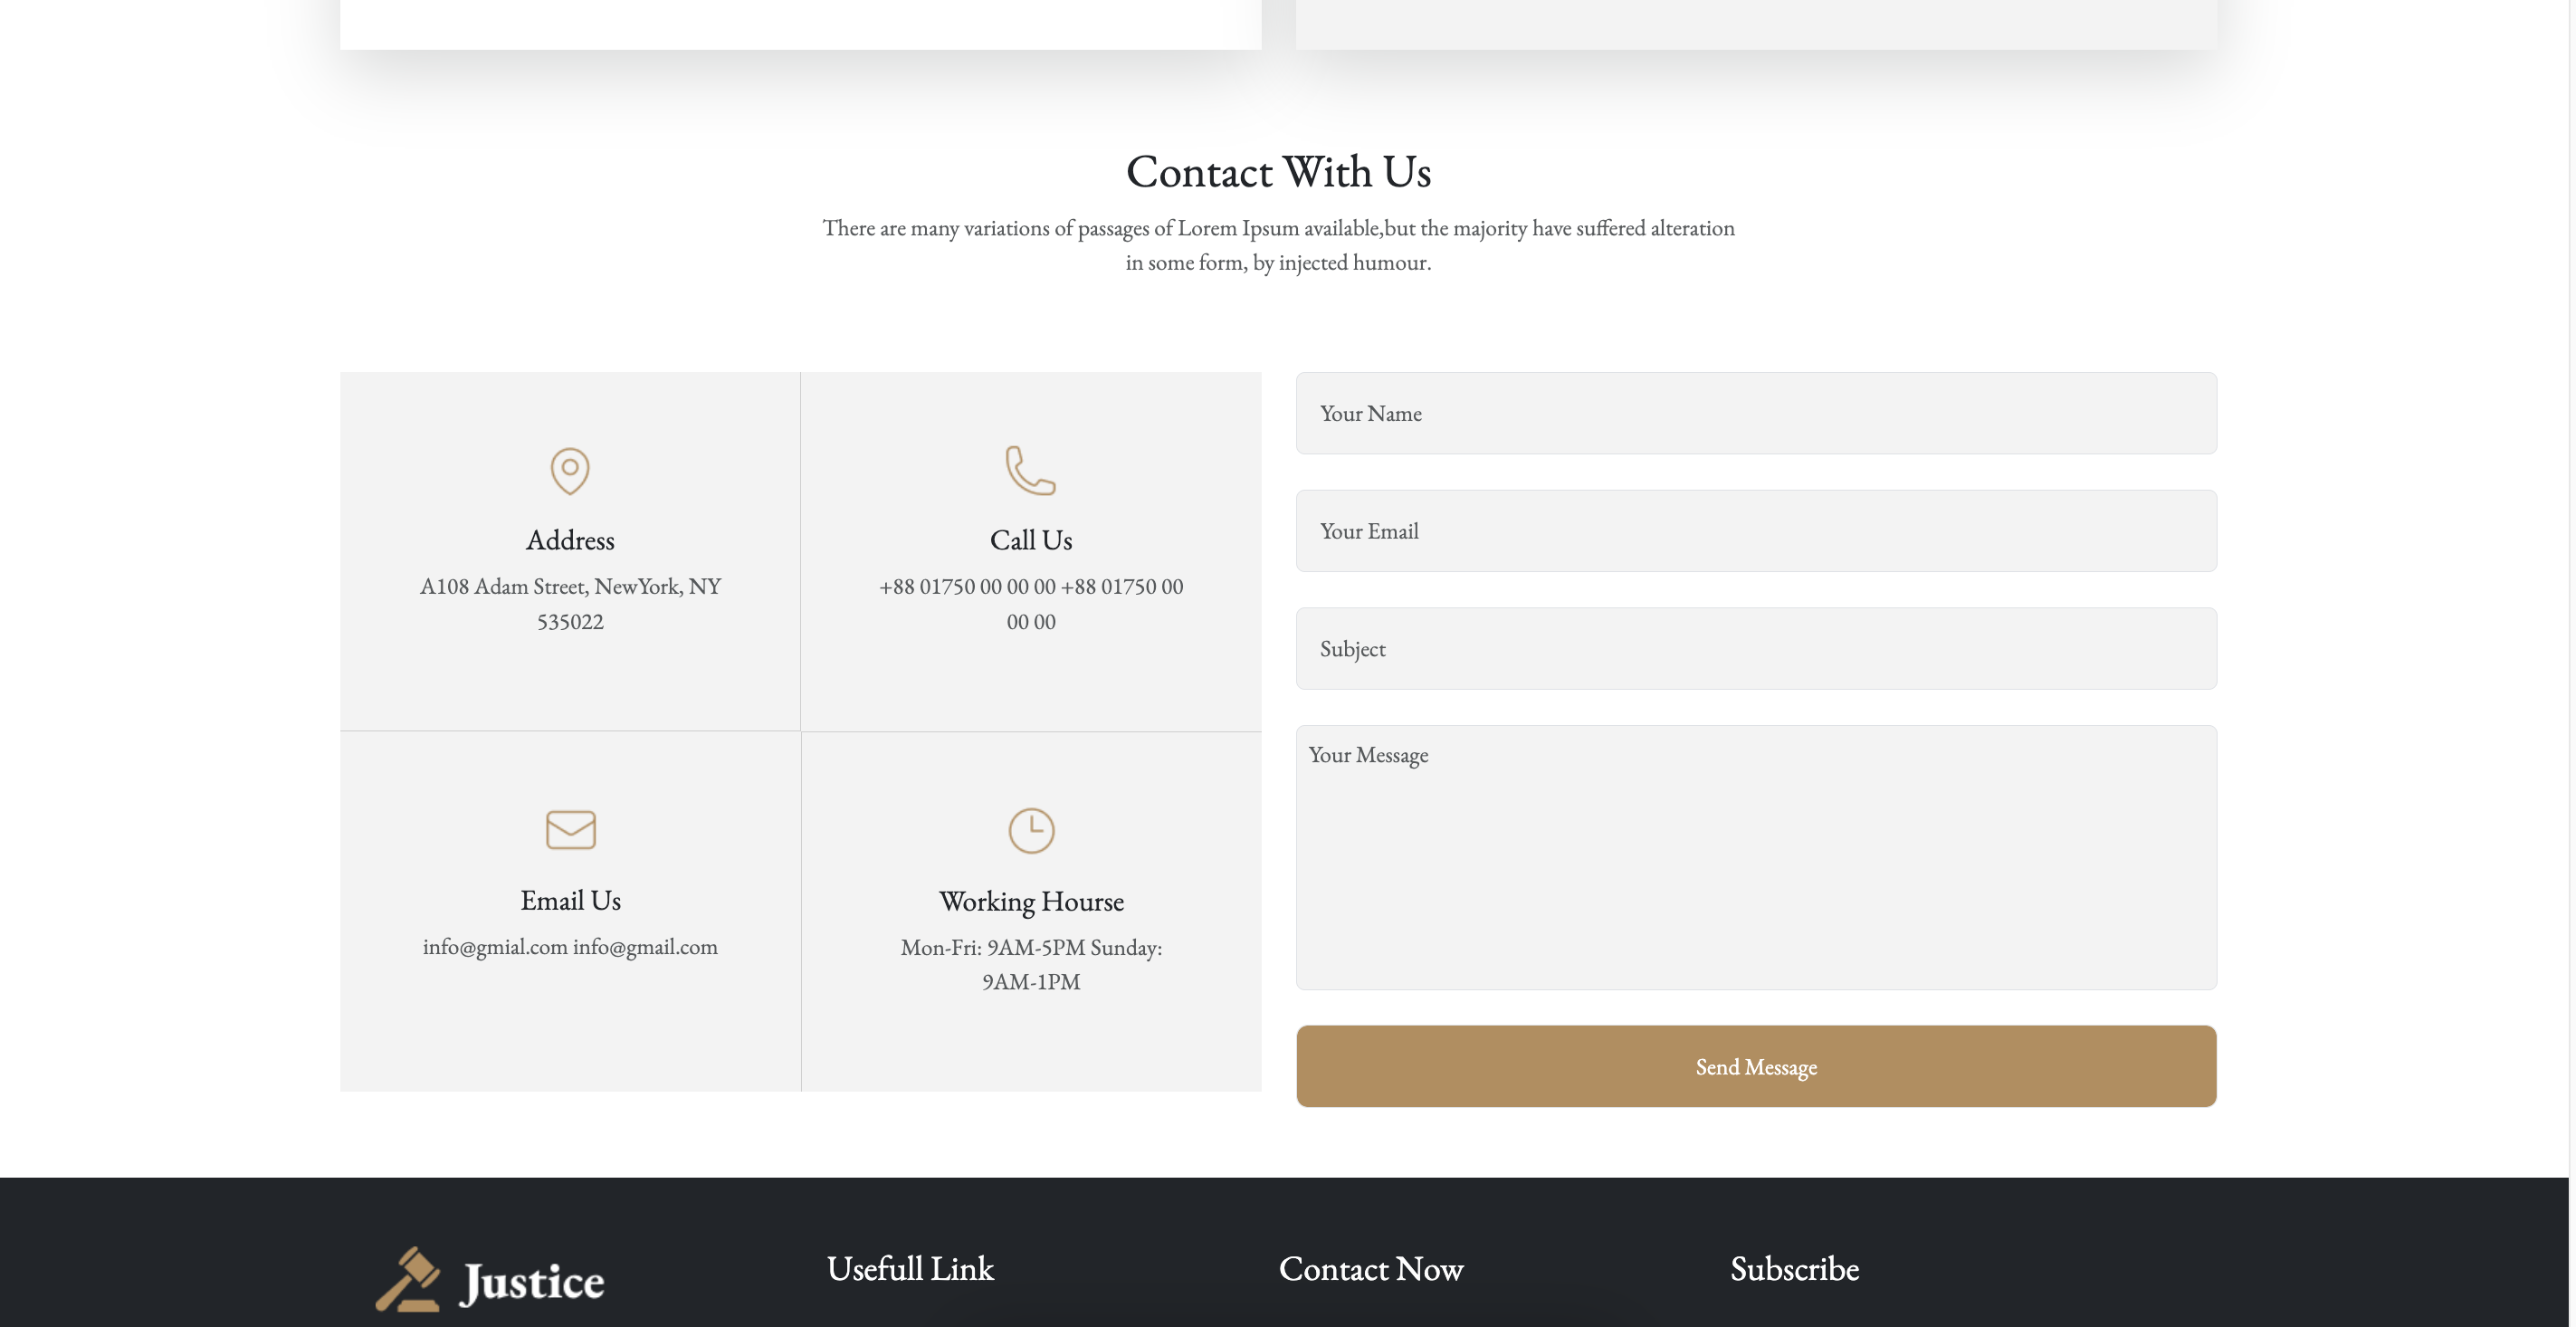 Contact With Us
There are many variations of passages of Lorem Ipsum available,but the majority have suffered alteration
in some form, by injected humour.
Address
A108 Adam Street, NewYork, NY
535022
Call Us
+88 01750 00 00 00 +88 01750 00
00 00
Email Us
info@gmial.com info@gmail.com
Working Hourse
Mon-Fri: 9AM-5PM Sunday:
9AM-1PM
Your Name
Your Email
Subject
Your Message
Send Message
Justice
Usefull Link
Contact Now
Subscribe